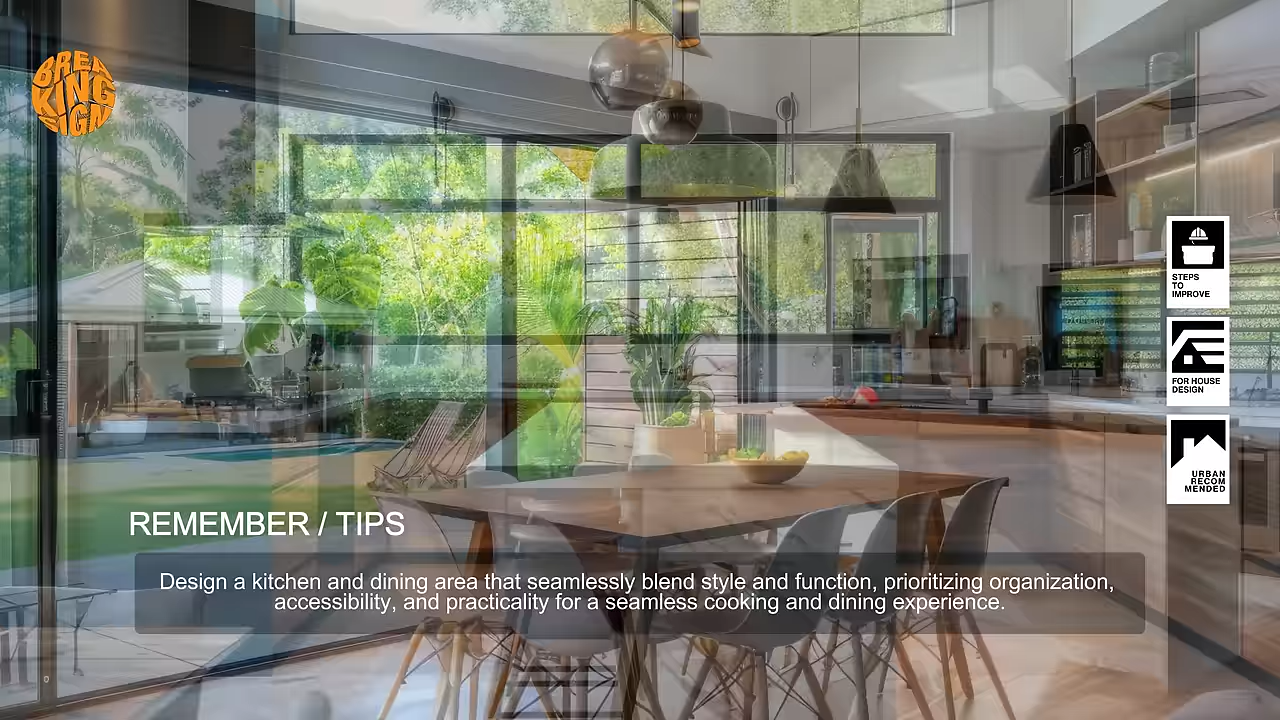 BREA
KING
IGN
STEPS
TO
IMPROVE
FOR HOUSE
DESIGN
URBAN
RECOM
MENDED
REMEMBER / TIPS
Design a kitchen and dining area that seamlessly blend style and function, prioritizing organization,
accessibility, and practicality for a seamless cooking and dining experience.